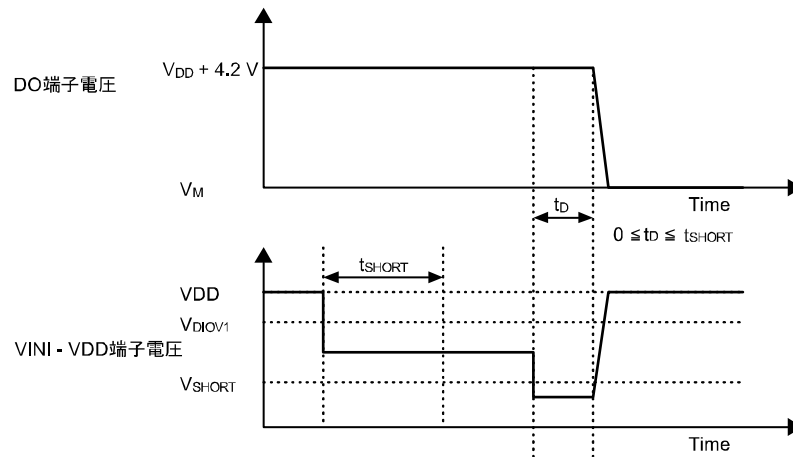 VDD + 4.2 V
DO端子電圧
VM
Time
tD
0 ≦ tD ≦ tSHORT
tSHORT
VDD
VDIOV1
VINI - VDD端子電圧
VSHORT
Time